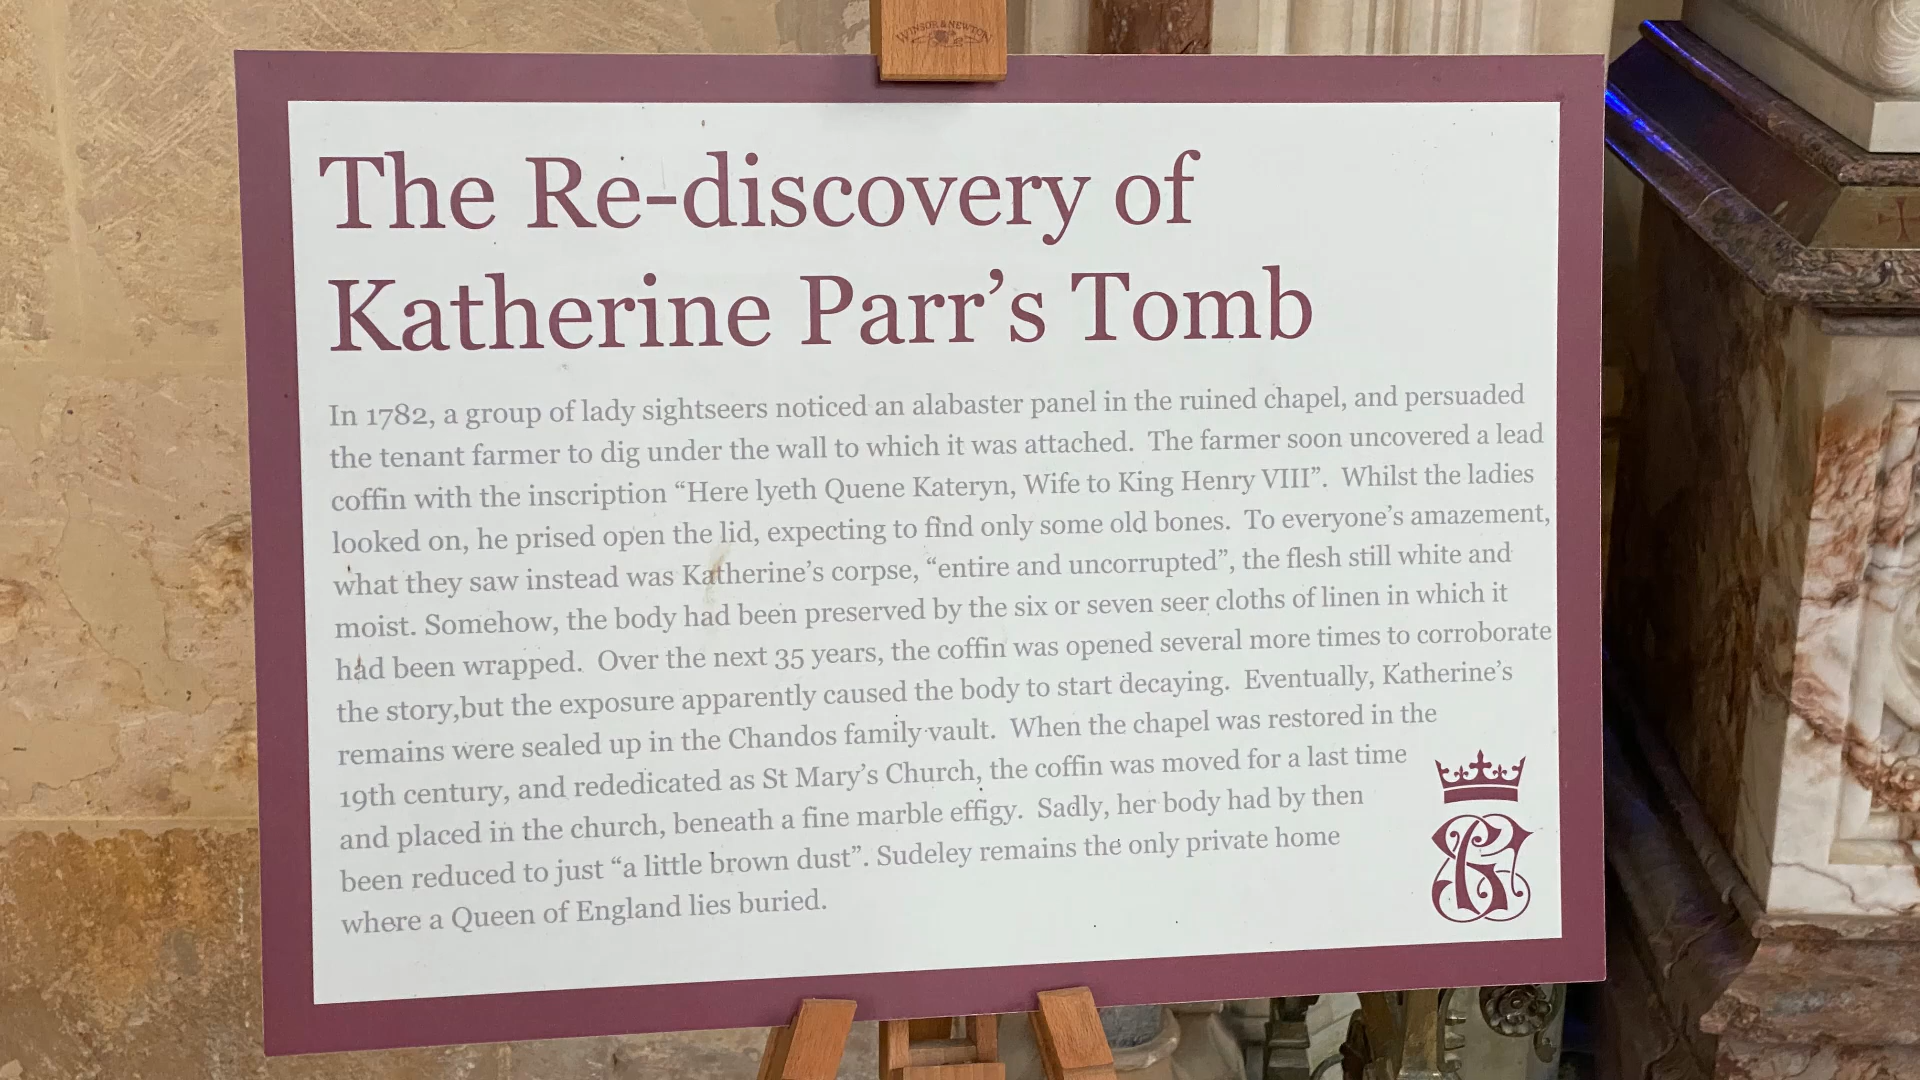 WINSOR & NEWTON
The Re-discovery of
Katherine Parr’s Tomb
In 1782, a group of lady sightseers noticed an alabaster panel in the ruined chapel, and persuaded
the tenant farmer to dig under the wall to which it was attached. The farmer soon uncovered a lead
coffin with the inscription “Here lyeth Quene Kateryn, Wife to King Henry VIII”. Whilst the ladies
looked on, he prised open the lid, expecting to find only some old bones. To everyone’s amazement,
what they saw instead was Katherine’s corpse, “entire and uncorrupted”, the flesh still white and
moist. Somehow, the body had been preserved by the six or seven seer cloths of linen in which it
had been wrapped. Over the next 35 years, the coffin was opened several more times to corroborate
the story,but the exposure apparently caused the body to start decaying. Eventually, Katherine’s
remains were sealed up in the Chandos family vault. When the chapel was restored in the
19th century, and rededicated as St Mary’s Church, the coffin was moved for a last time
and placed in the church, beneath a fine marble effigy. Sadly, her body had by then
been reduced to just “a little brown dust”. Sudeley remains the only private home
where a Queen of England lies buried.